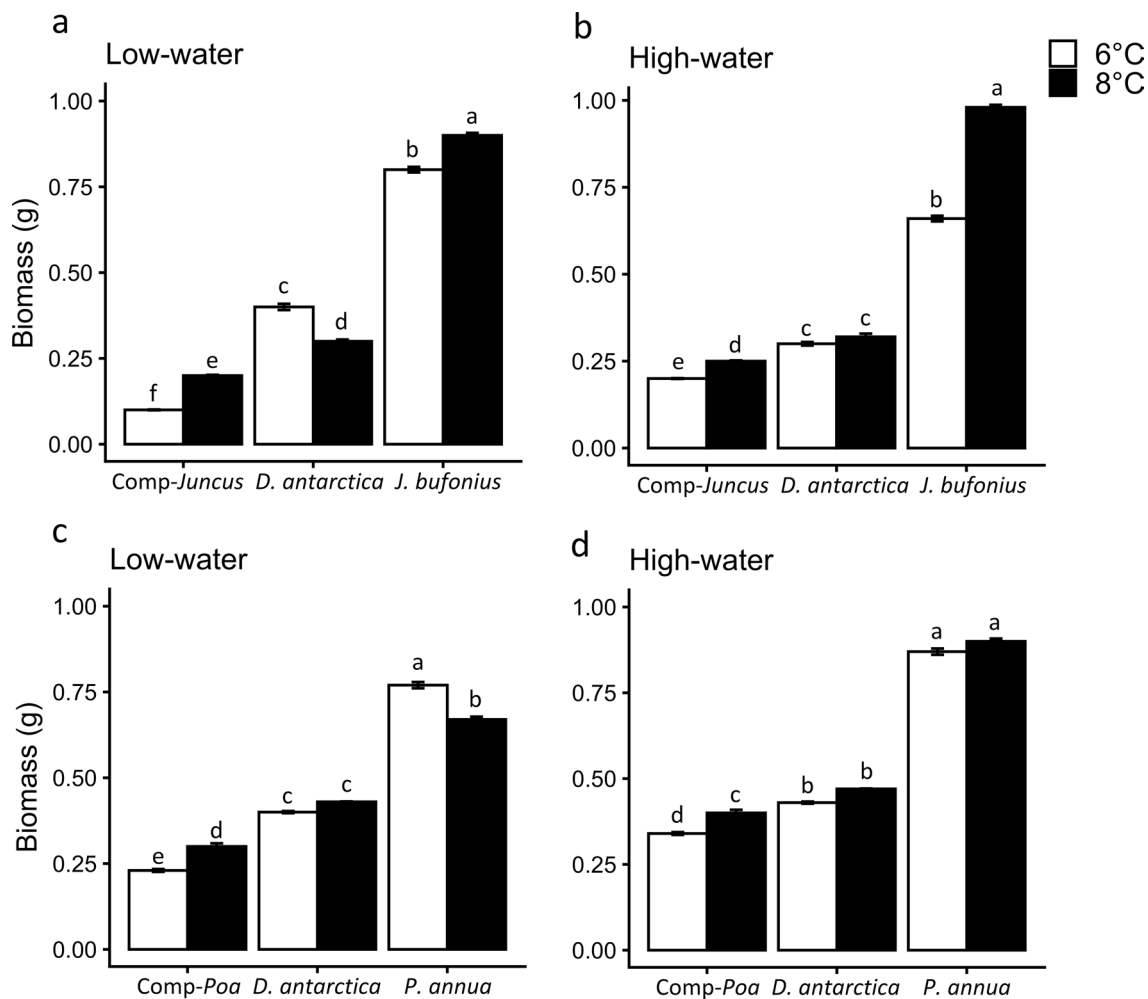 a
Low-water
Biomass (g)
1.00
0.75
0.50
0.25
0.00
f
e
c
d
b
a
Comp-Juncus D. antarctica J. bufonius
b
High-water
6°C
8°C
1.00
0.75
0.50
0.25
0.00
e
d
c
c
b
a
Comp-Juncus D. antarctica J. bufonius
c
Low-water
Biomass (g)
1.00
0.75
0.50
0.25
0.00
e
d
c
c
a
b
Comp-Poa D. antarctica P. annua
d
High-water
1.00
0.75
0.50
0.25
0.00
d
c
b
b
a
a
Comp-Poa D. antarctica P. annua